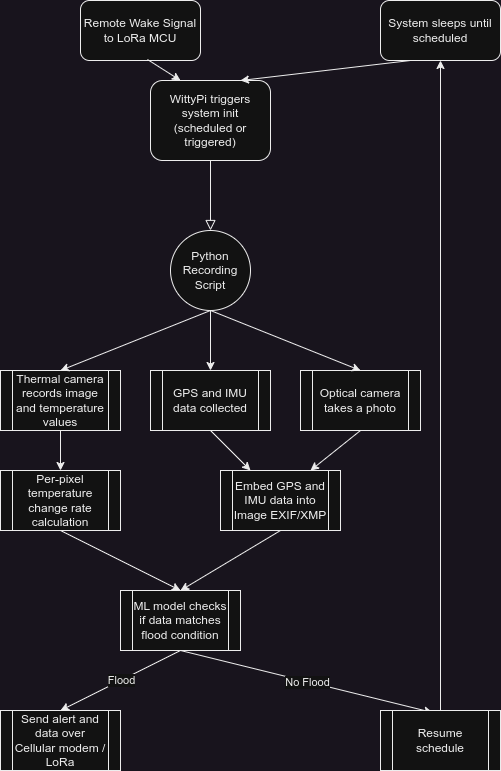 Remote Wake Signal
to LoRa MCU
System sleeps until
scheduled
WittyPi triggers
system init
(scheduled or
triggered)
Python
Recording
Script
Thermal camera
records image
and temperature
values
GPS and IMU
data collected
Optical camera
takes a photo
Per-pixel
temperature
change rate
calculation
Embed GPS and
IMU data into
Image EXIF/XMP
ML model checks
if data matches
flood condition
Flood
No Flood
Send alert and
data over
Cellular modem /
LoRa
Resume
schedule